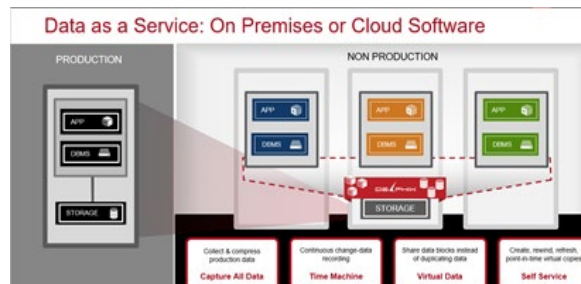 Data as a Service: On Premises or Cloud Software
PRODUCTION
NON PRODUCTION
APP
DBMS
STORAGE
APP
DBMS
APP
DBMS
APP
DBMS
DELPHIX
STORAGE
Collect & compress
production data
Capture All Data
Continuous change-data
recording
Time Machine
Share data blocks instead
of duplicating data
Virtual Data
Create, rewind, refresh,
point-in-time virtual copies
Self Service